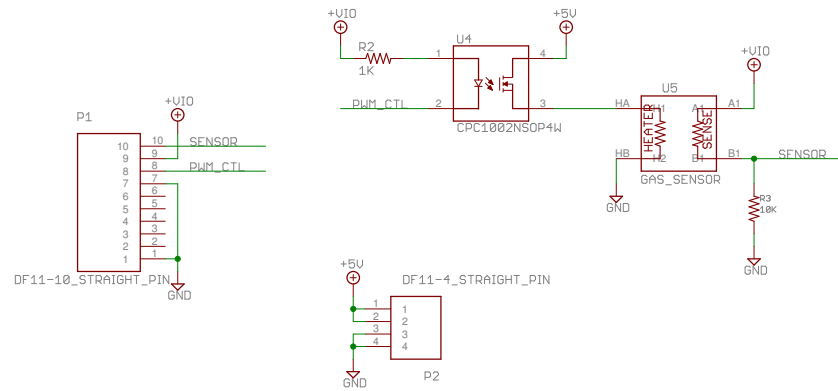 +VIO
+5V
R2
1K
U4
1
4
2
3
PWM_CTL
CPC1002NSOP4W
+VIO
U5
HA
H1
A1
A1
HEATER
SENSE
HB
H2
B1
B1
SENSOR
GAS_SENSOR
GND
R3
10K
GND
P1
+VIO
10
10
SENSOR
9
9
8
8
PWM_CTL
7
7
6
6
5
5
4
4
3
3
2
2
1
1
DF11-10_STRAIGHT_PIN
GND
+5V
DF11-4_STRAIGHT_PIN
1
1
2
2
3
3
4
4
GND
P2